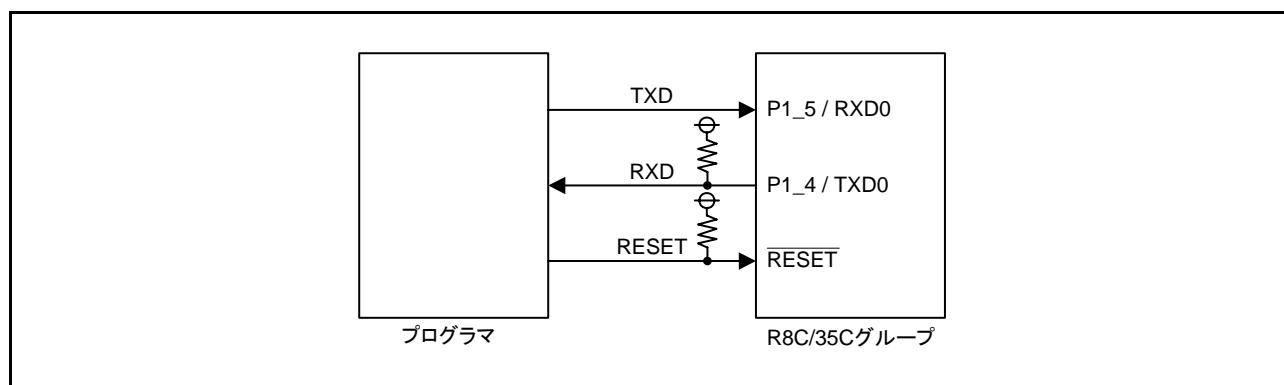 TXD
P1_5 / RXD0
RXD
P1_4 / TXD0
RESET
RESET
プログラマ
R8C/35Cグループ